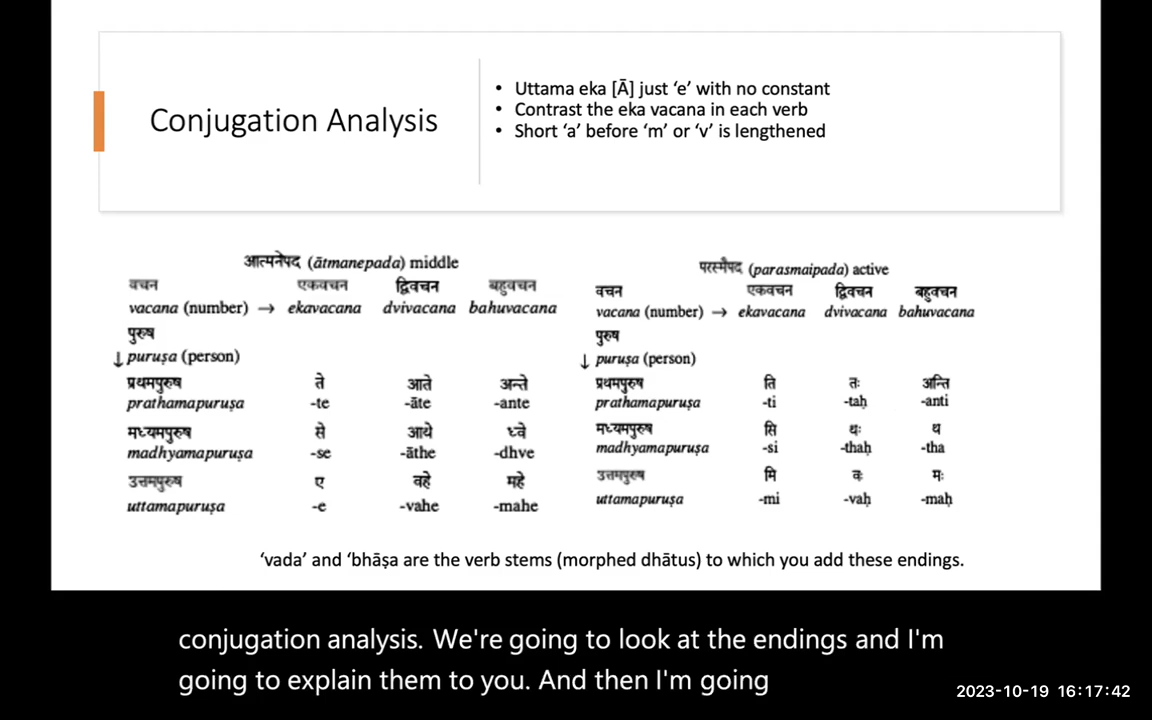 Conjugation Analysis
• Uttama eka [Ā] just ‘e’ with no constant
• Contrast the eka vacana in each verb
• Short ‘a’ before ‘m’ or ‘v’ is lengthened
आत्मनेपद (ātmanepada) middle
वचन एकवचन द्विवचन बहुवचन
vacana (number) → ekavacana dvivacana bahuvacana
पुरुष
↓ puruṣa (person)
प्रथमपुरुष ते आते अन्ते
prathamapuruṣa -te -āte -ante
मध्यमपुरुष से आथे ध्वे
madhyamapuruṣa -se -āthe -dhve
उत्तमपुरुष ए वहे महे
uttamapuruṣa -e -vahe -mahe
परस्मैपद (parasmaipada) active
वचन एकवचन द्विवचन बहुवचन
vacana (number) → ekavacana dvivacana bahuvacana
पुरुष
↓ puruṣa (person)
प्रथमपुरुष ति तः अन्ति
prathamapuruṣa -ti -taḥ -anti
मध्यमपुरुष सि थः थ
madhyamapuruṣa -si -thaḥ -tha
उत्तमपुरुष मि वः मः
uttamapuruṣa -mi -vaḥ -maḥ
‘vada’ and ‘bhāṣa are the verb stems (morphed dhātus) to which you add these endings.
conjugation analysis. We're going to look at the endings and I'm
going to explain them to you. And then I'm going
2023-10-19 16:17:42